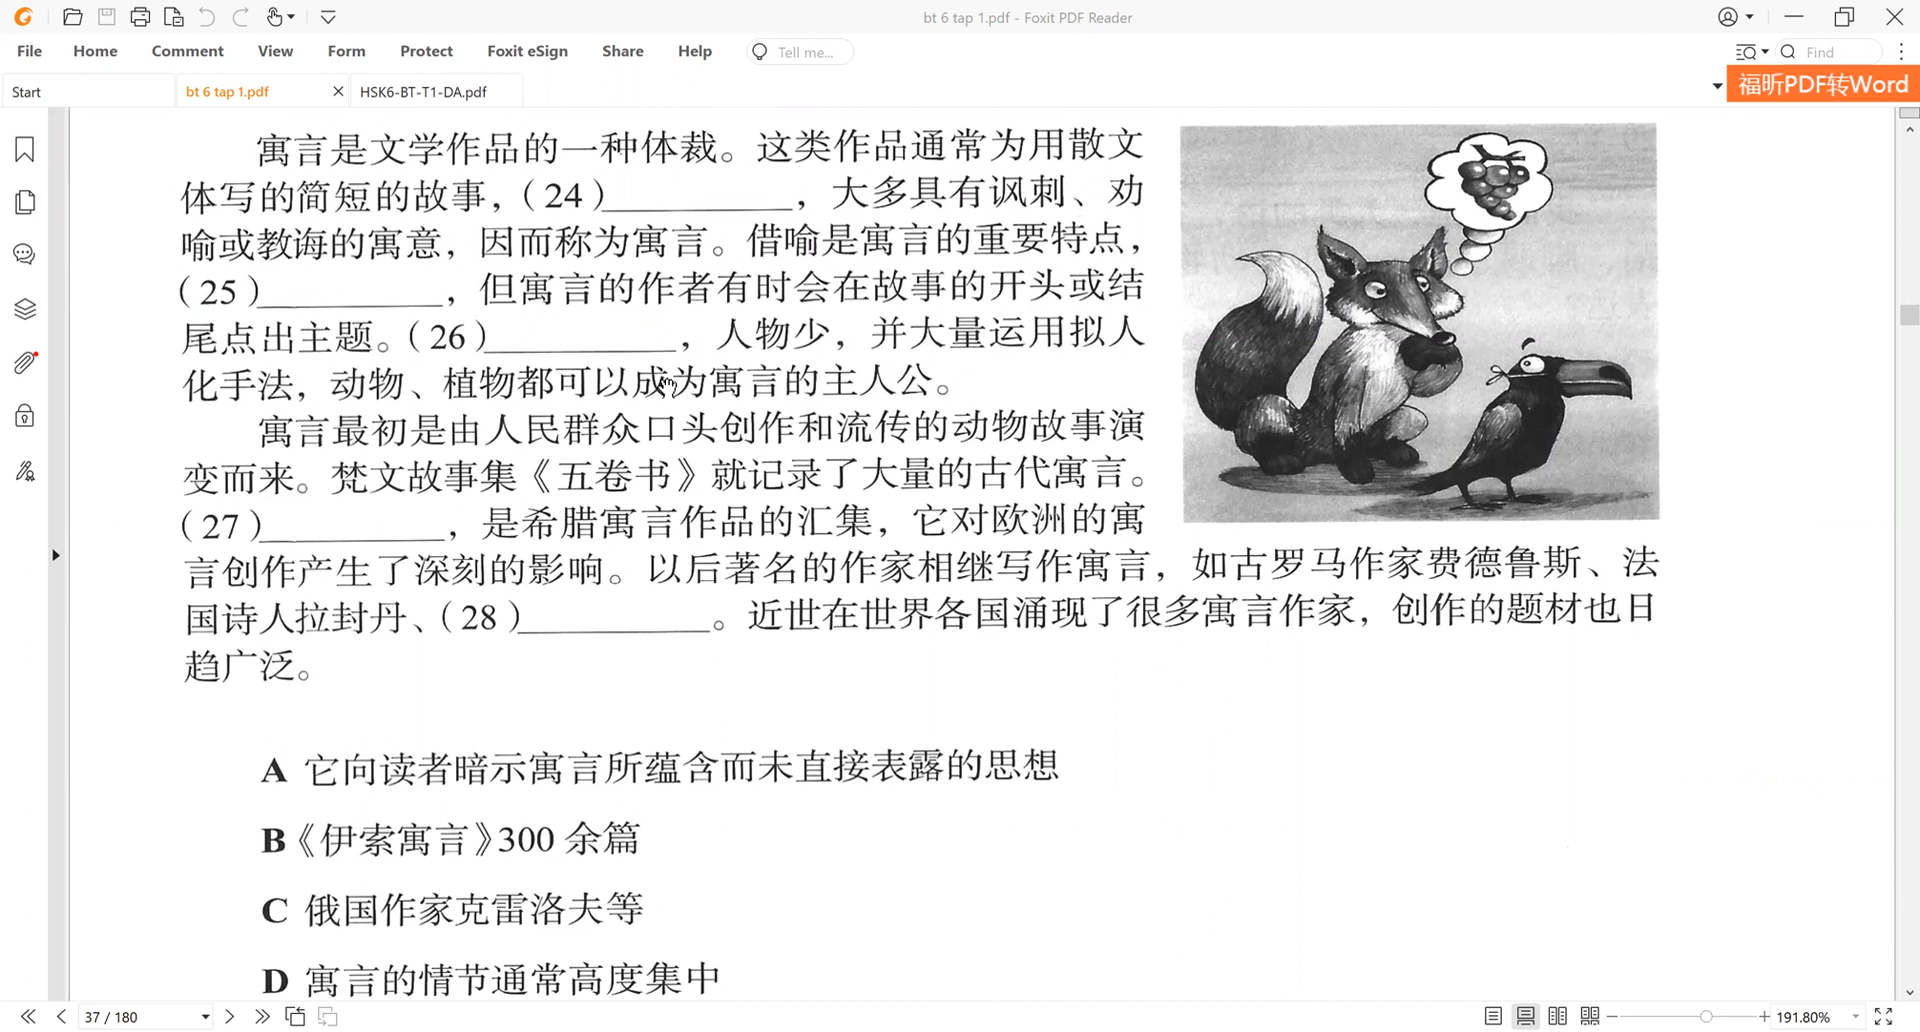 bt 6 tap 1.pdf - Foxit PDF Reader
File Home Comment View Form Protect Foxit eSign Share Help Tell me... Find
Start bt 6 tap 1.pdf HSK6-BT-T1-DA.pdf 福昕PDF转Word
寓言是文学作品的一种体裁。这类作品通常为用散文
体写的简短的故事，（24）__________，大多具有讽刺、劝
喻或教诲的寓意，因而称为寓言。借喻是寓言的重要特点，
（25）__________，但寓言的作者有时会在故事的开头或结
尾点出主题。（26）__________，人物少，并大量运用拟人
化手法，动物、植物都可以成为寓言的主人公。
寓言最初是由人民群众口头创作和流传的动物故事演
变而来。梵文故事集《五卷书》就记录了大量的古代寓言。
（27）__________，是希腊寓言作品的汇集，它对欧洲的寓
言创作产生了深刻的影响。以后著名的作家相继写作寓言，如古罗马作家费德鲁斯、法
国诗人拉封丹、（28）__________。近世在世界各国涌现了很多寓言作家，创作的题材也日
趋广泛。
A 它向读者暗示寓言所蕴含而未直接表露的思想
B《伊索寓言》300 余篇
C 俄国作家克雷洛夫等
D 寓言的情节通常高度集中
37 / 180 191.80%